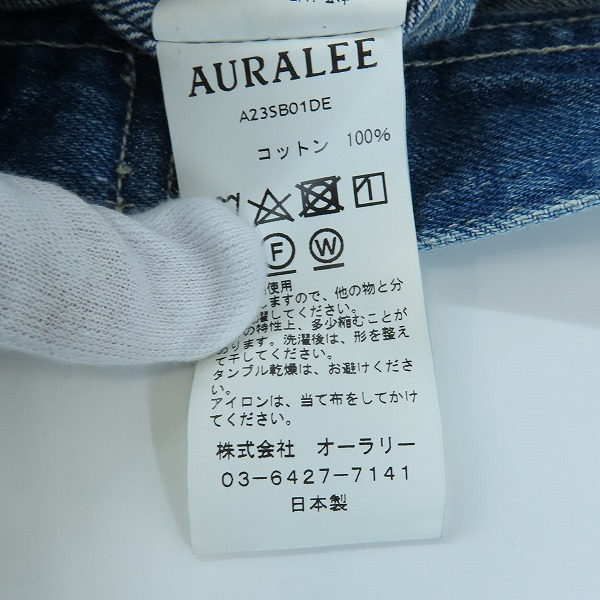 AURALEE
A23SB01DE
コットン 100%
F W
使用
しますので、他の物と分
濯してください。
の特性上、多少縮むことが
ります。洗濯後は、形を整え
て干してください。
タンブル乾燥は、お避けくださ
い。
アイロンは、当て布をしてかけ
てください。
株式会社 オーラリー
03-6427-7141
日本製